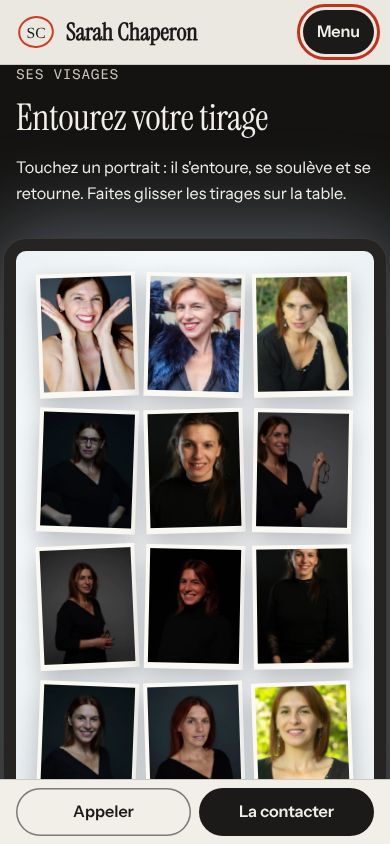 SC Sarah Chaperon Menu
SES VISAGES
Entourez votre tirage
Touchez un portrait : il s'entoure, se soulève et se
retourne. Faites glisser les tirages sur la table.
Appeler La contacter